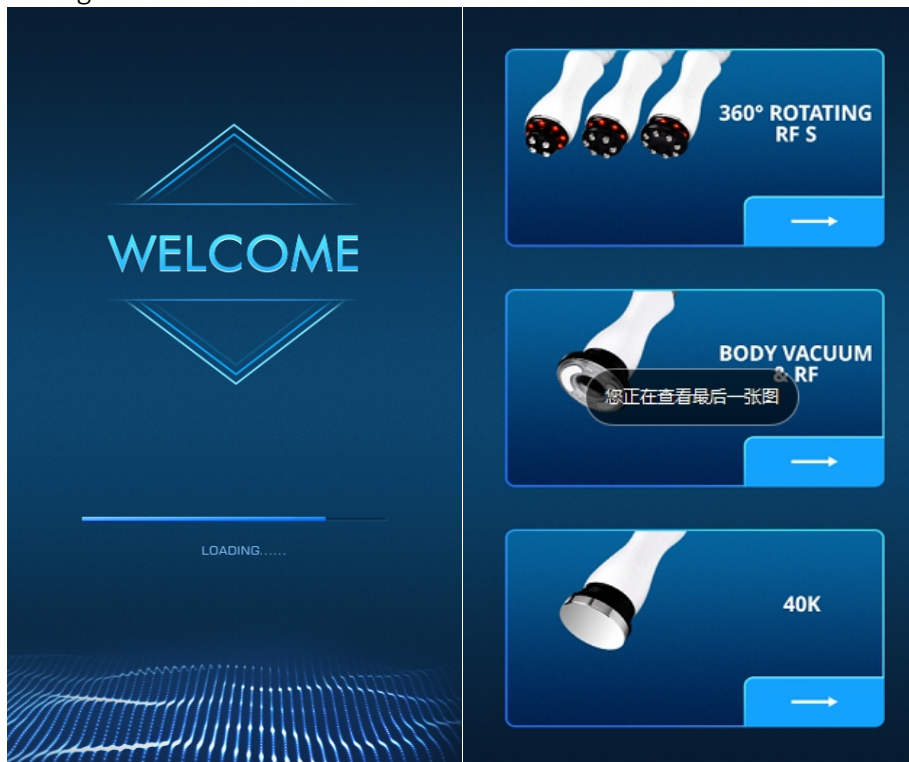 WELCOME
LOADING......
360° ROTATING
RF S
BODY VACUUM
& RF
您正在查看最后一张图
40K